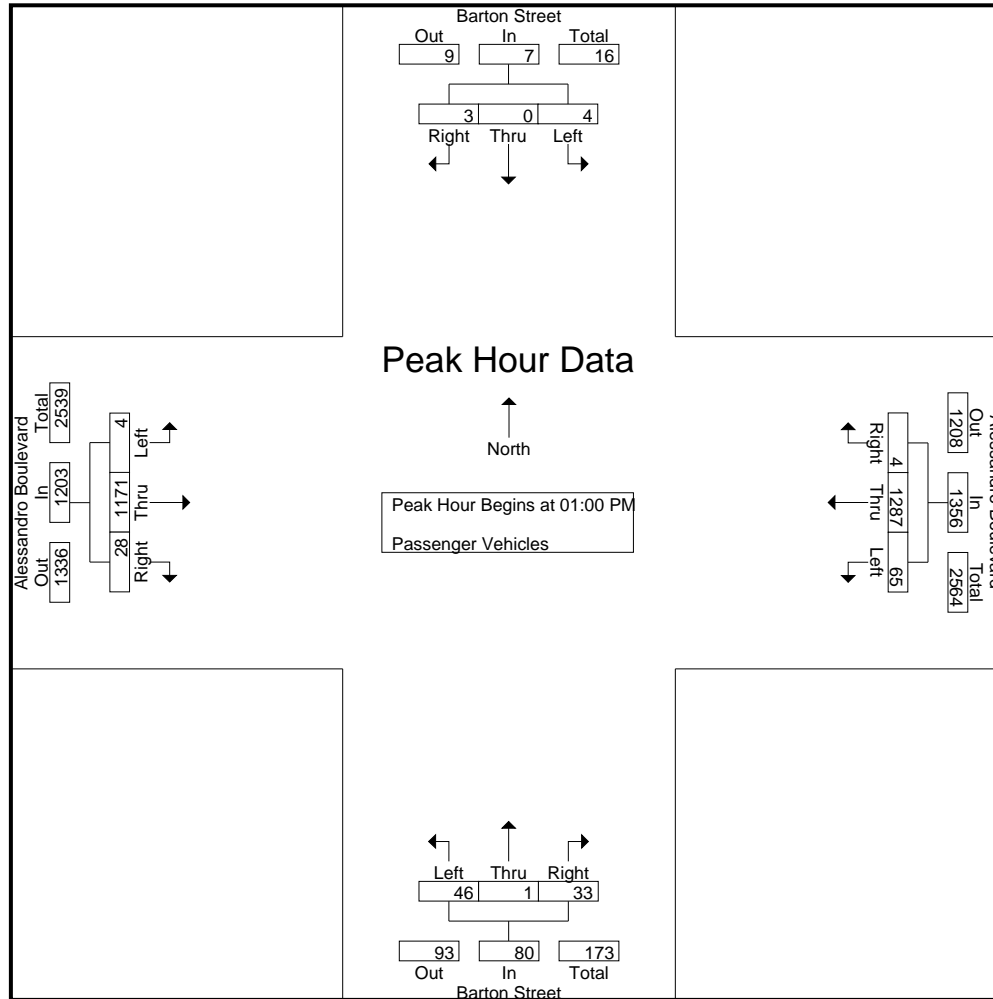 Barton Street
Out In Total
9 7 16
3 0 4
Right Thru Left
Peak Hour Data
North
Peak Hour Begins at 01:00 PM
Passenger Vehicles
Alessandro Boulevard
Out In Total
1336 1203 2539
Left Thru Right
4 1171 28
Out In Total
1208 1356 2564
Right Thru Left
4 1287 65
Left Thru Right
46 1 33
93 80 173
Out In Total
Barton Street